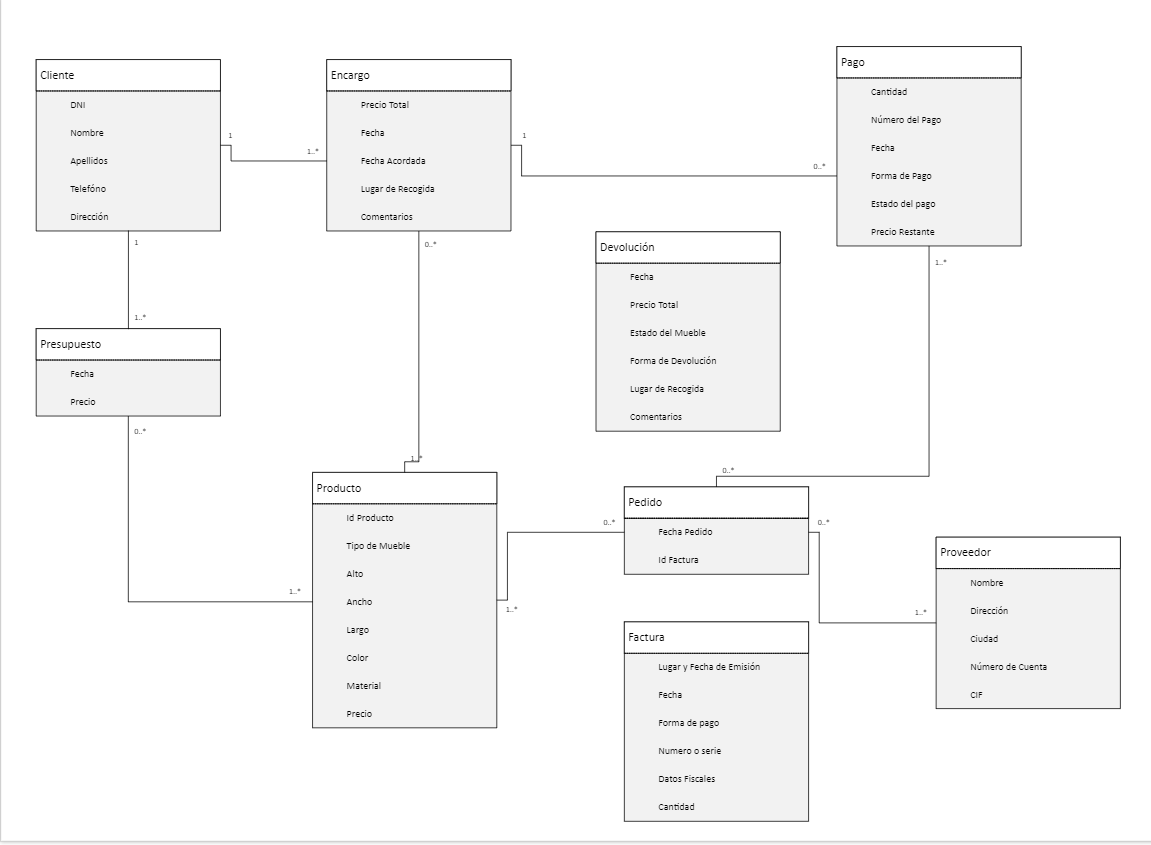 Cliente
DNI
Nombre
Apellidos
Telefóno
Dirección
1
1..*
Encargo
Precio Total
Fecha
Fecha Acordada
Lugar de Recogida
Comentarios
1
0..*
Pago
Cantidad
Número del Pago
Fecha
Forma de Pago
Estado del pago
Precio Restante
1
1..*
0..*
1..*
1..*
Devolución
Fecha
Precio Total
Estado del Mueble
Forma de Devolución
Lugar de Recogida
Comentarios
Presupuesto
Fecha
Precio
0..*
1..*
Producto
Id Producto
Tipo de Mueble
Alto
Ancho
Largo
Color
Material
Precio
1..*
0..*
0..*
Pedido
Fecha Pedido
Id Factura
0..*
1..*
Proveedor
Nombre
Dirección
Ciudad
Número de Cuenta
CIF
Factura
Lugar y Fecha de Emisión
Fecha
Forma de pago
Numero o serie
Datos Fiscales
Cantidad